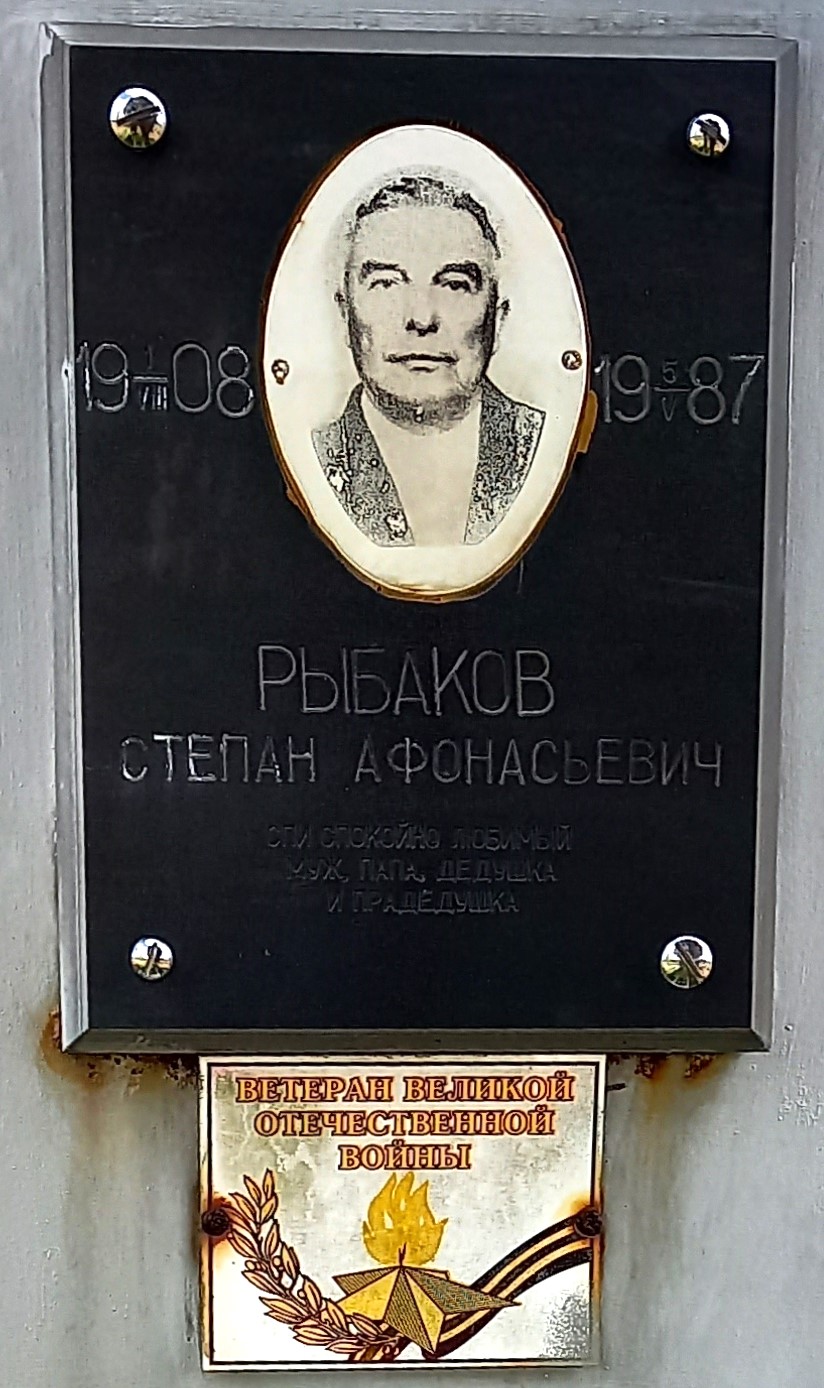 19 1/VIII 08 19 5/V 87
РЫБАКОВ
СТЕПАН АФОНАСЬЕВИЧ
СПИ СПОКОЙНО ЛЮБИМЫЙ
МУЖ, ПАПА, ДЕДУШКА
И ПРАДЕДУШКА
ВЕТЕРАН ВЕЛИКОЙ
ОТЕЧЕСТВЕННОЙ
ВОЙНЫ